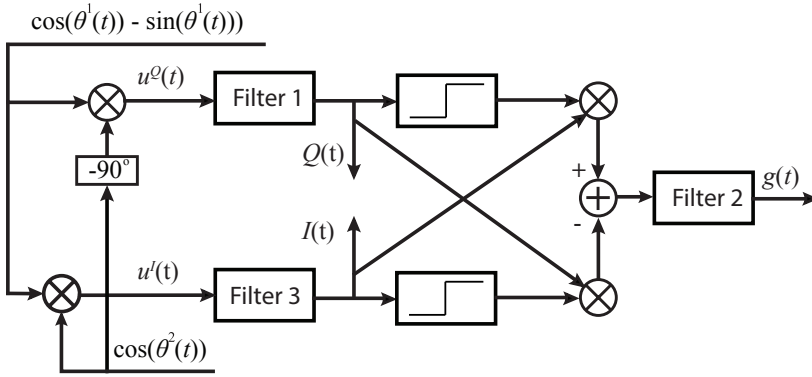 cos(θ¹(t)) - sin(θ¹(t)))
u^Q(t)
Filter 1
-90°
Q(t)
+
+
Filter 2
g(t)
I(t)
-
u^I(t)
Filter 3
cos(θ²(t))